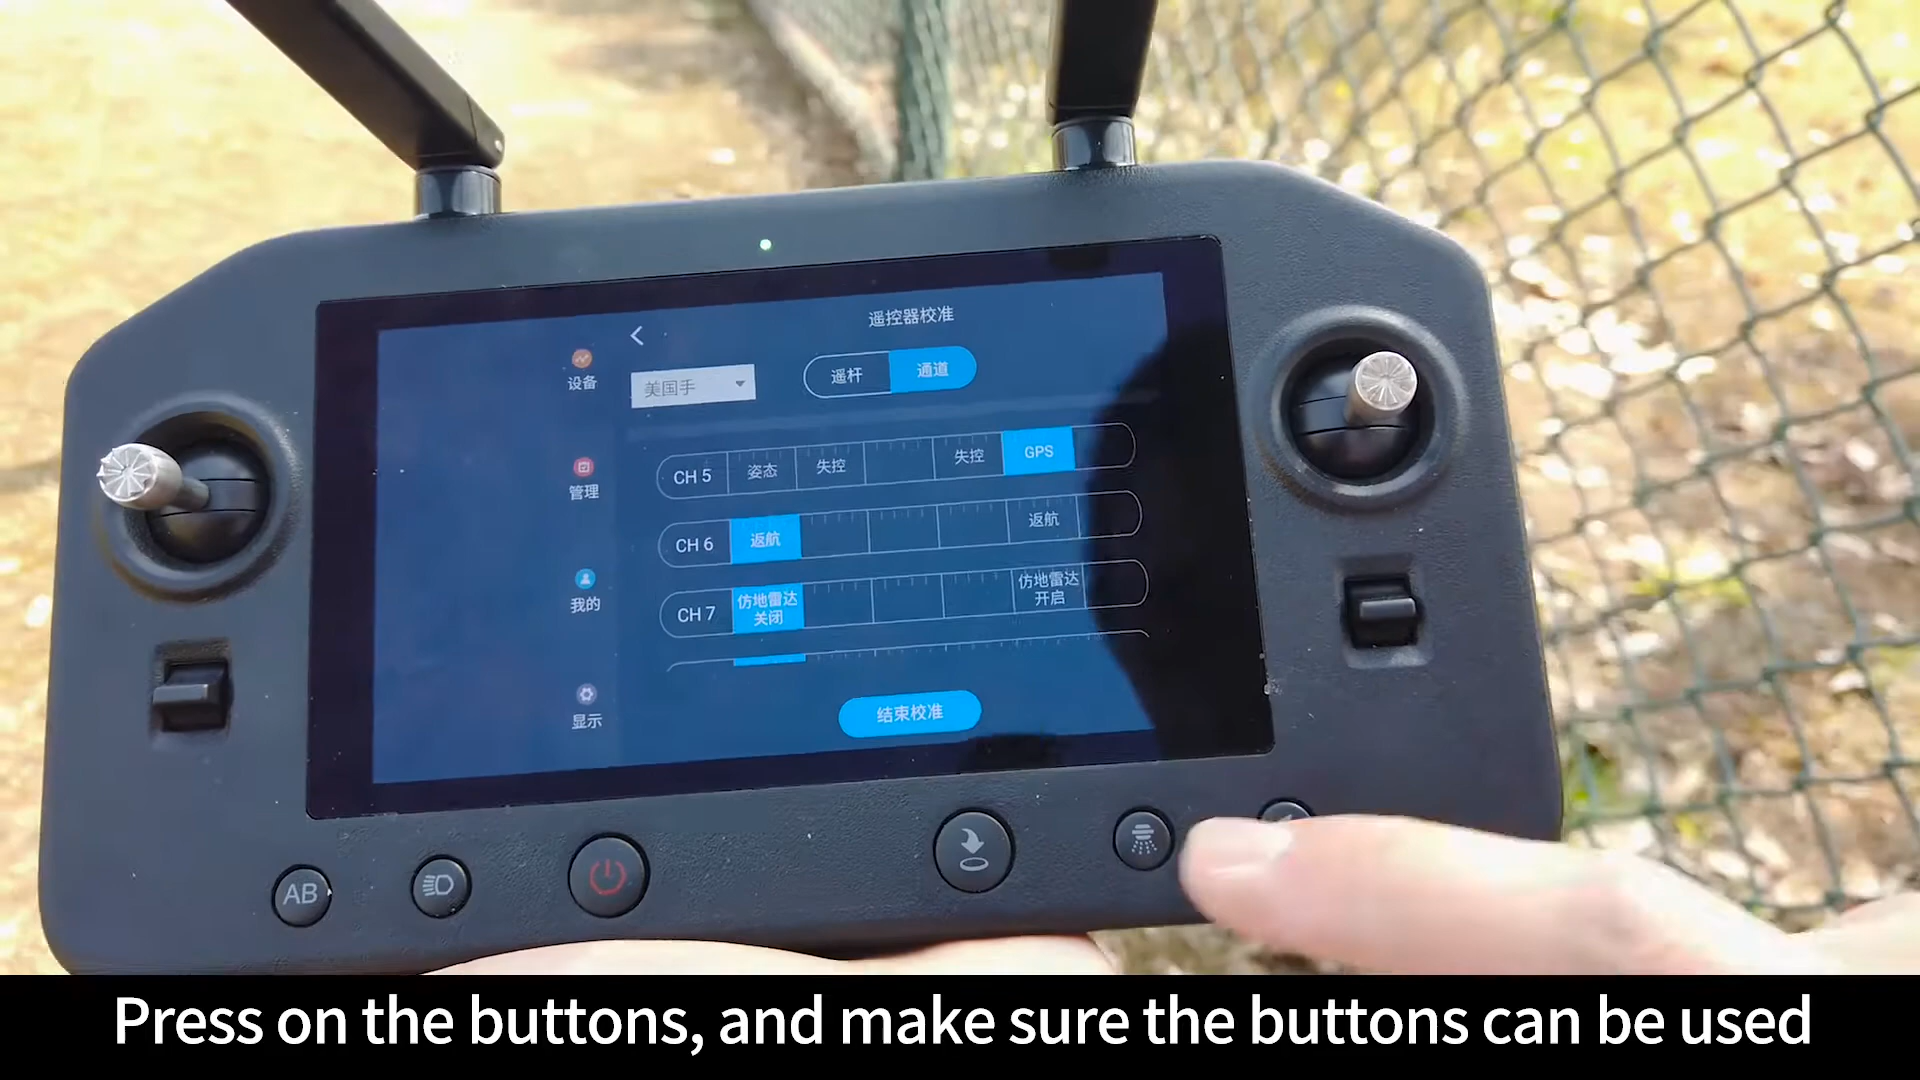 遥控器校准
设备
美国手
遥杆
通道
CH 5
姿态
失控
失控
GPS
管理
CH 6
返航
返航
我的
CH 7
仿地雷达
关闭
仿地雷达
开启
显示
结束校准
AB
Press on the buttons, and make sure the buttons can be used